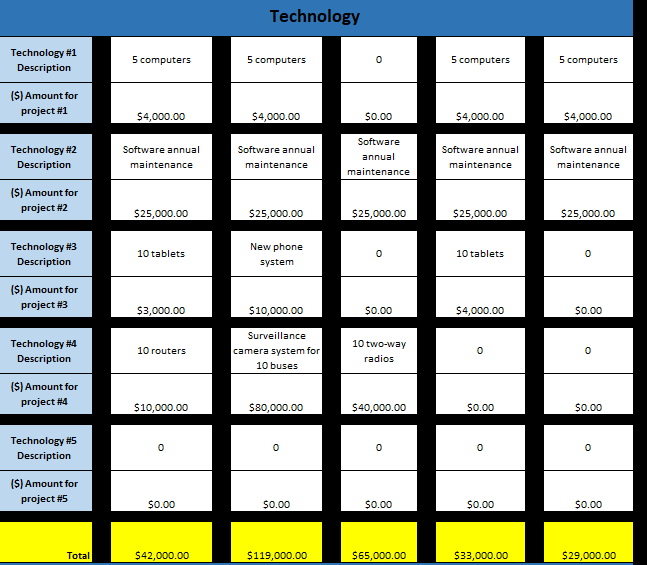 Technology
Technology #1 Description
5 computers
5 computers
0
5 computers
5 computers
($) Amount for project #1
$4,000.00
$4,000.00
$0.00
$4,000.00
$4,000.00
Technology #2 Description
Software annual maintenance
Software annual maintenance
Software annual maintenance
Software annual maintenance
Software annual maintenance
($) Amount for project #2
$25,000.00
$25,000.00
$25,000.00
$25,000.00
$25,000.00
Technology #3 Description
10 tablets
New phone system
0
10 tablets
0
($) Amount for project #3
$3,000.00
$10,000.00
$0.00
$4,000.00
$0.00
Technology #4 Description
10 routers
Surveillance camera system for 10 buses
10 two-way radios
0
0
($) Amount for project #4
$10,000.00
$80,000.00
$40,000.00
$0.00
$0.00
Technology #5 Description
0
0
0
0
0
($) Amount for project #5
$0.00
$0.00
$0.00
$0.00
$0.00
Total
$42,000.00
$119,000.00
$65,000.00
$33,000.00
$29,000.00